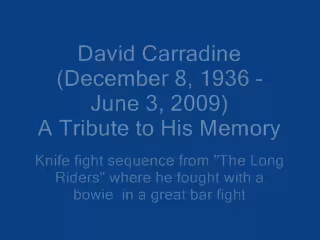 David Carradine
(December 8, 1936 -
June 3, 2009)
A Tribute to His Memory
Knife fight sequence from "The Long
Riders" where he fought with a
bowie in a great bar fight